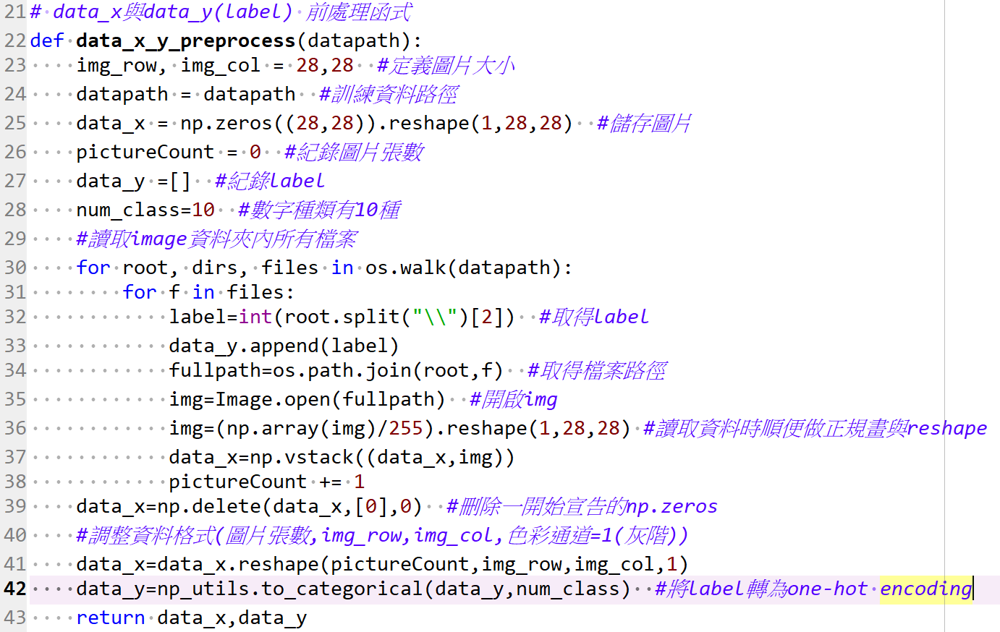 21 # data_x與data_y(label) 前處理函式
22 def data_x_y_preprocess(datapath):
23     img_row, img_col = 28,28  #定義圖片大小
24     datapath = datapath  #訓練資料路徑
25     data_x = np.zeros((28,28)).reshape(1,28,28)  #儲存圖片
26     pictureCount = 0  #紀錄圖片張數
27     data_y =[]  #紀錄label
28     num_class=10  #數字種類有10種
29     #讀取image資料夾內所有檔案
30     for root, dirs, files in os.walk(datapath):
31         for f in files:
32             label=int(root.split("\\")[2])  #取得label
33             data_y.append(label)
34             fullpath=os.path.join(root,f)  #取得檔案路徑
35             img=Image.open(fullpath)  #開啟img
36             img=(np.array(img)/255).reshape(1,28,28) #讀取資料時順便做正規畫與reshape
37             data_x=np.vstack((data_x,img))
38             pictureCount += 1
39     data_x=np.delete(data_x,[0],0)  #刪除一開始宣告的np.zeros
40     #調整資料格式(圖片張數,img_row,img_col,色彩通道=1(灰階))
41     data_x=data_x.reshape(pictureCount,img_row,img_col,1)
42     data_y=np_utils.to_categorical(data_y,num_class)  #將label轉為one-hot encoding
43     return data_x,data_y